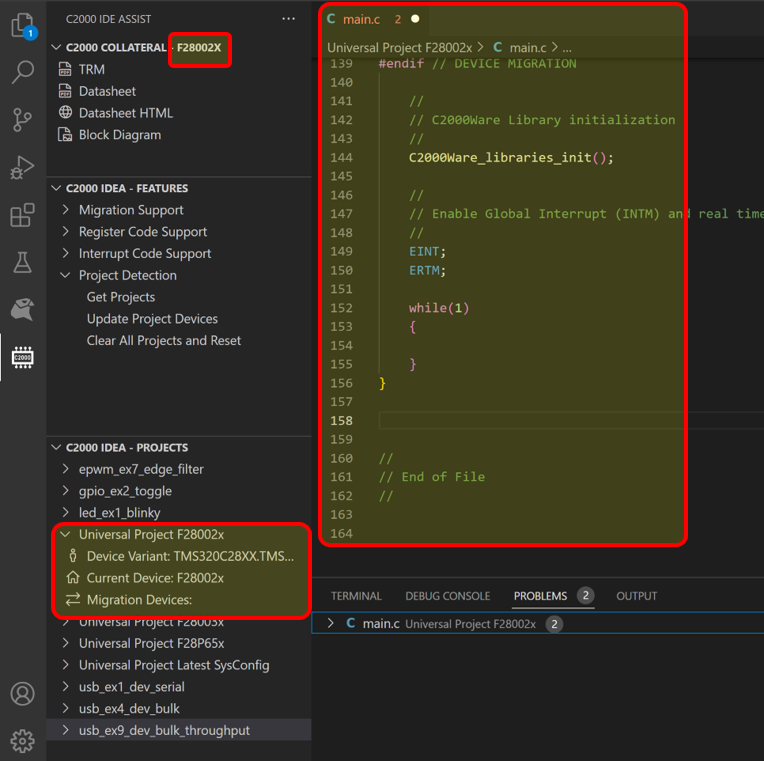 1
C2000
C2000 IDE ASSIST
...
C2000 COLLATERAL - F28002X
TRM
Datasheet
Datasheet HTML
Block Diagram
C2000 IDEA - FEATURES
Migration Support
Register Code Support
Interrupt Code Support
Project Detection
Get Projects
Update Project Devices
Clear All Projects and Reset
C2000 IDEA - PROJECTS
epwm_ex7_edge_filter
gpio_ex2_toggle
led_ex1_blinky
Universal Project F28002x
Device Variant: TMS320C28XX.TMS...
Current Device: F28002x
Migration Devices:
Universal Project F28003x
Universal Project F28P65x
Universal Project Latest SysConfig
usb_ex1_dev_serial
usb_ex4_dev_bulk
usb_ex9_dev_bulk_throughput
C main.c 2
Universal Project F28002x > C main.c > ...
139 #endif // DEVICE MIGRATION
140
141 //
142 // C2000Ware Library initialization
143 //
144 C2000Ware_libraries_init();
145
146 //
147 // Enable Global Interrupt (INTM) and real time
148 //
149 EINT;
150 ERTM;
151
152 while(1)
153 {
154
155 }
156 }
157
158
159
160 //
161 // End of File
162 //
163
164
TERMINAL DEBUG CONSOLE PROBLEMS 2 OUTPUT
C main.c Universal Project F28002x 2